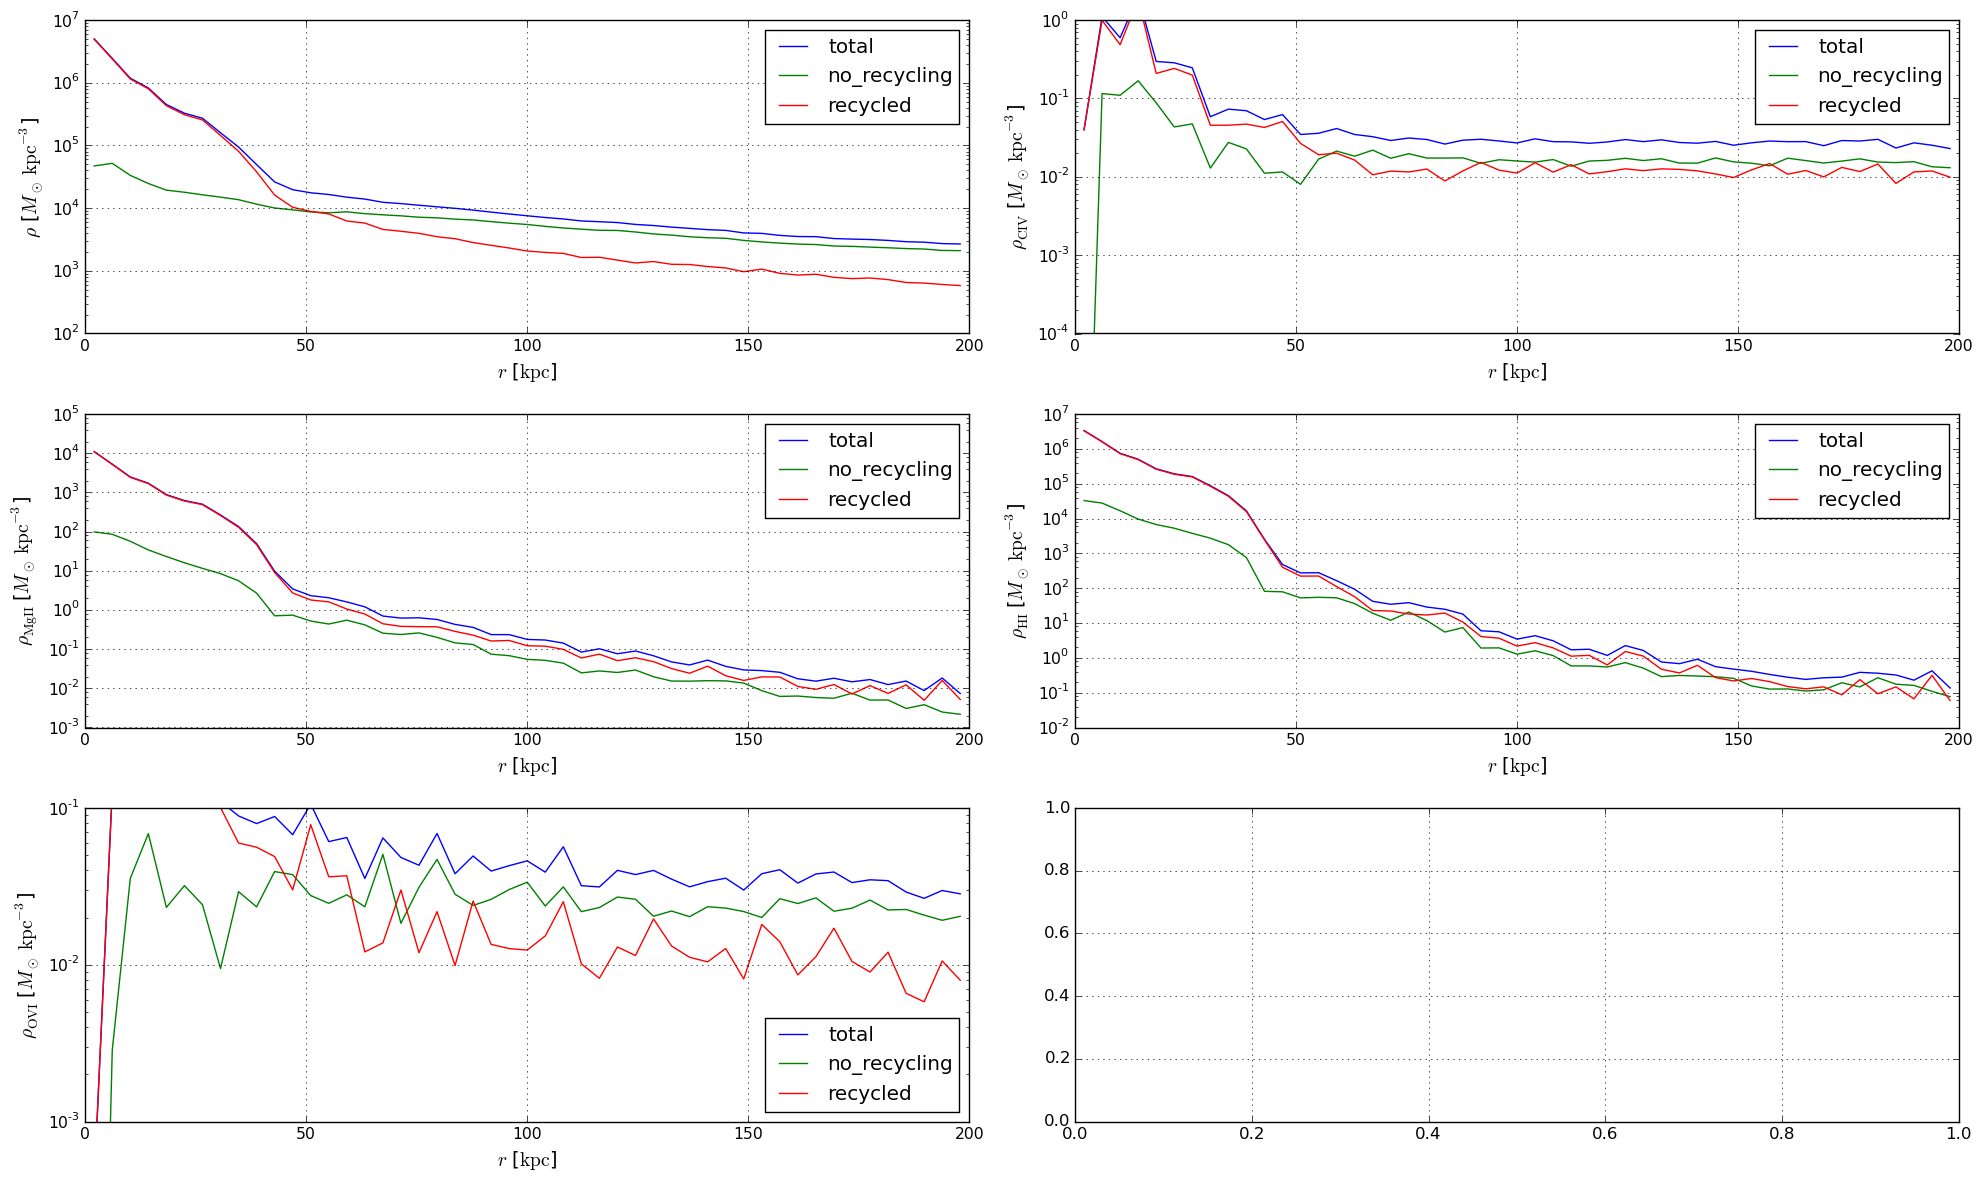 10^7
10^6
10^5
10^4
10^3
10^2
ρ [M_⊙ kpc^-3]
0 50 100 150 200
r [kpc]
total
no_recycling
recycled
10^0
10^-1
10^-2
10^-3
10^-4
ρ_CIV [M_⊙ kpc^-3]
0 50 100 150 200
r [kpc]
total
no_recycling
recycled
10^5
10^4
10^3
10^2
10^1
10^0
10^-1
10^-2
10^-3
ρ_MgII [M_⊙ kpc^-3]
0 50 100 150 200
r [kpc]
total
no_recycling
recycled
10^7
10^6
10^5
10^4
10^3
10^2
10^1
10^0
10^-1
10^-2
ρ_HI [M_⊙ kpc^-3]
0 50 100 150 200
r [kpc]
total
no_recycling
recycled
10^-1
10^-2
10^-3
ρ_OVI [M_⊙ kpc^-3]
0 50 100 150 200
r [kpc]
total
no_recycling
recycled
1.0
0.8
0.6
0.4
0.2
0.0
0.0 0.2 0.4 0.6 0.8 1.0